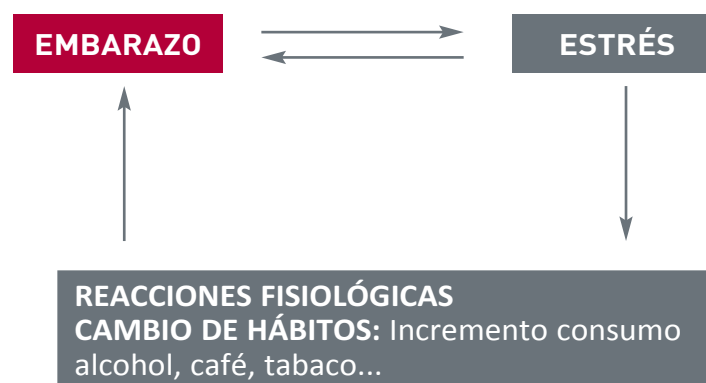 EMBARAZO
ESTRÉS
REACCIONES FISIOLÓGICAS
CAMBIO DE HÁBITOS: Incremento consumo
alcohol, café, tabaco...